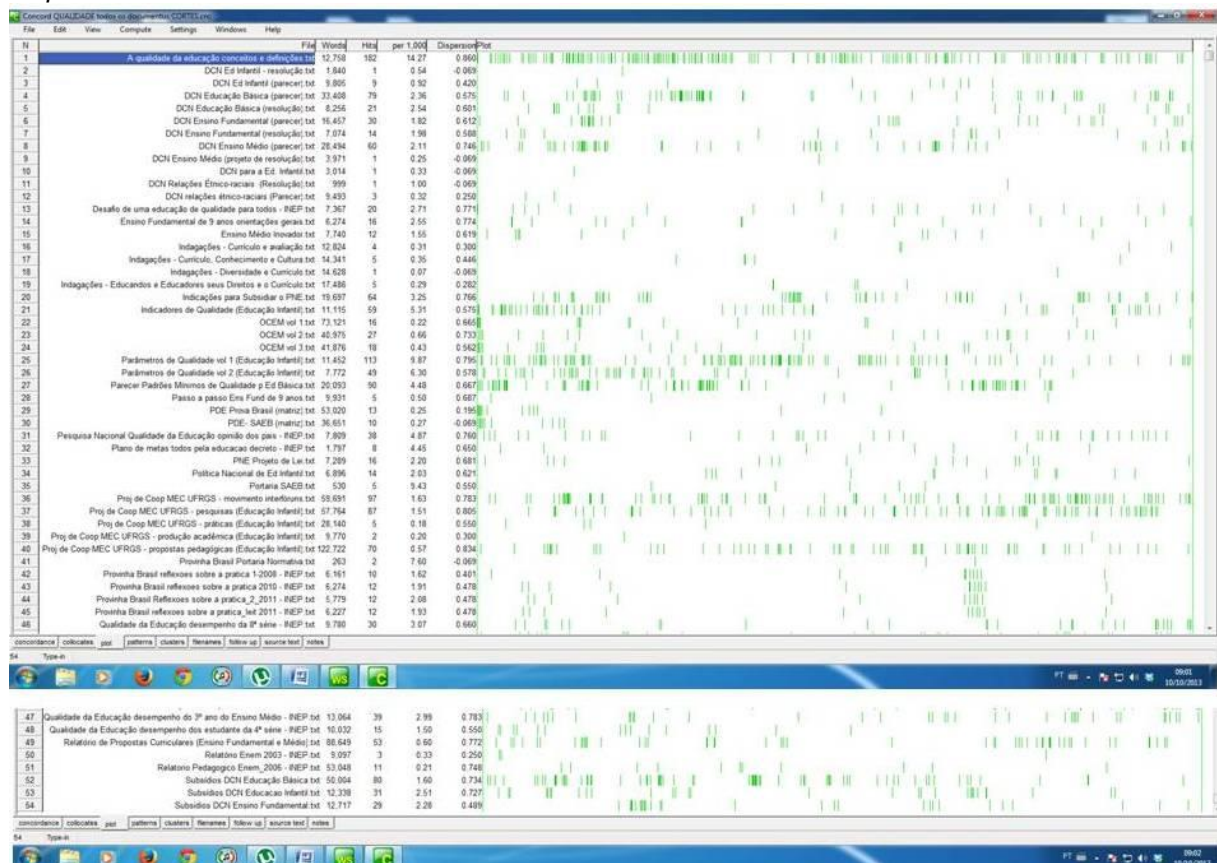 Concord QUALIDADE todos os documentos CORTES.cnc
File Edit View Compute Settings Windows Help
N File Words Hits per 1,000 Dispersion Plot
1 A qualidade da educação conceitos e definições.txt 12,758 182 14.27 0.860
2 DCN Ed Infantil - resolução.txt 1,840 1 0.54 -0.069
3 DCN Ed Infantil (parecer).txt 9,805 9 0.92 0.420
4 DCN Educação Básica (parecer).txt 33,408 79 2.36 0.575
5 DCN Educação Básica (resolução).txt 8,256 21 2.54 0.601
6 DCN Ensino Fundamental (parecer).txt 16,457 30 1.82 0.612
7 DCN Ensino Fundamental (resolução).txt 7,074 14 1.98 0.588
8 DCN Ensino Médio (parecer).txt 28,494 60 2.11 0.746
9 DCN Ensino Médio (projeto de resolução).txt 3,971 1 0.25 -0.069
10 DCN para a Ed. Infantil.txt 3,014 1 0.33 -0.069
11 DCN Relações Étnico-raciais (Resolução).txt 999 1 1.00 -0.069
12 DCN relações étnico-raciais (Parecer).txt 9,493 3 0.32 0.250
13 Desafio de uma educação de qualidade para todos - INEP.txt 7,367 20 2.71 0.771
14 Ensino Fundamental de 9 anos orientações gerais.txt 6,274 16 2.55 0.774
15 Ensino Médio Inovador.txt 7,740 12 1.55 0.619
16 Indagações - Currículo e avaliação.txt 12,824 4 0.31 0.300
17 Indagações - Currículo, Conhecimento e Cultura.txt 14,341 5 0.35 0.446
18 Indagações - Diversidade e Currículo.txt 14,628 1 0.07 -0.069
19 Indagações - Educandos e Educadores seus Direitos e o Currículo.txt 17,486 5 0.29 0.282
20 Indicações para Subsidiar o PNE.txt 19,697 64 3.25 0.766
21 Indicadores de Qualidade (Educação Infantil).txt 11,115 59 5.31 0.575
22 OCEM vol 1.txt 73,121 16 0.22 0.665
23 OCEM vol 2.txt 40,975 27 0.66 0.733
24 OCEM vol 3.txt 41,876 18 0.43 0.562
25 Parâmetros de Qualidade vol 1 (Educação Infantil).txt 11,452 113 9.87 0.795
26 Parâmetros de Qualidade vol 2 (Educação Infantil).txt 7,772 49 6.30 0.578
27 Parecer Padrões Mínimos de Qualidade p Ed Básica.txt 20,093 90 4.48 0.667
28 Passo a passo Ens Fund de 9 anos.txt 9,931 5 0.50 0.687
29 PDE Prova Brasil (matriz).txt 53,020 13 0.25 0.195
30 PDE- SAEB (matriz).txt 36,651 10 0.27 -0.069
31 Pesquisa Nacional Qualidade da Educação opinião dos pais - INEP.txt 7,809 38 4.87 0.760
32 Plano de metas todos pela educacao decreto - INEP.txt 1,797 8 4.45 0.650
33 PNE Projeto de Lei.txt 7,289 16 2.20 0.681
34 Política Nacional de Ed Infantil.txt 6,896 14 2.03 0.621
35 Portaria SAEB.txt 530 5 9.43 0.550
36 Proj de Coop MEC UFRGS - movimento interfóruns.txt 59,691 97 1.63 0.783
37 Proj de Coop MEC UFRGS - pesquisas (Educação Infantil).txt 57,764 87 1.51 0.805
38 Proj de Coop MEC UFRGS - práticas (Educação Infantil).txt 28,140 5 0.18 0.550
39 Proj de Coop MEC UFRGS - produção acadêmica (Educação Infantil).txt 9,770 2 0.20 0.300
40 Proj de Coop MEC UFRGS - propostas pedagógicas (Educação Infantil).txt 122,722 70 0.57 0.834
41 Provinha Brasil Portaria Normativa.txt 263 2 7.60 -0.069
42 Provinha Brasil reflexoes sobre a pratica 1-2008 - INEP.txt 6,161 10 1.62 0.401
43 Provinha Brasil reflexoes sobre a pratica 2010 - INEP.txt 6,274 12 1.91 0.478
44 Provinha Brasil Reflexoes sobre a pratica_2_2011 - INEP.txt 5,779 12 2.08 0.478
45 Provinha Brasil reflexoes sobre a pratica_leit 2011 - INEP.txt 6,227 12 1.93 0.478
46 Qualidade da Educação desempenho da 8ª série - INEP.txt 9,780 30 3.07 0.660
concordance collocates plot patterns clusters filenames follow up source text notes
54 Type-in
PT 09:01
10/10/2013
47 Qualidade da Educação desempenho do 3º ano do Ensino Médio - INEP.txt 13,064 39 2.99 0.783
48 Qualidade da Educação desempenho dos estudante da 4ª série - INEP.txt 10,032 15 1.50 0.550
49 Relatório de Propostas Curriculares (Ensino Fundamental e Médio).txt 88,649 53 0.60 0.772
50 Relatório Enem 2003 - INEP.txt 9,097 3 0.33 0.250
51 Relatorio Pedagogico Enem_2006 - INEP.txt 53,048 11 0.21 0.748
52 Subsídios DCN Educação Básica.txt 50,004 80 1.60 0.734
53 Subsídios DCN Educacao Infantil.txt 12,338 31 2.51 0.727
54 Subsídios DCN Ensino Fundamental.txt 12,717 29 2.28 0.489
concordance collocates plot patterns clusters filenames follow up source text notes
54 Type-in
PT 09:02